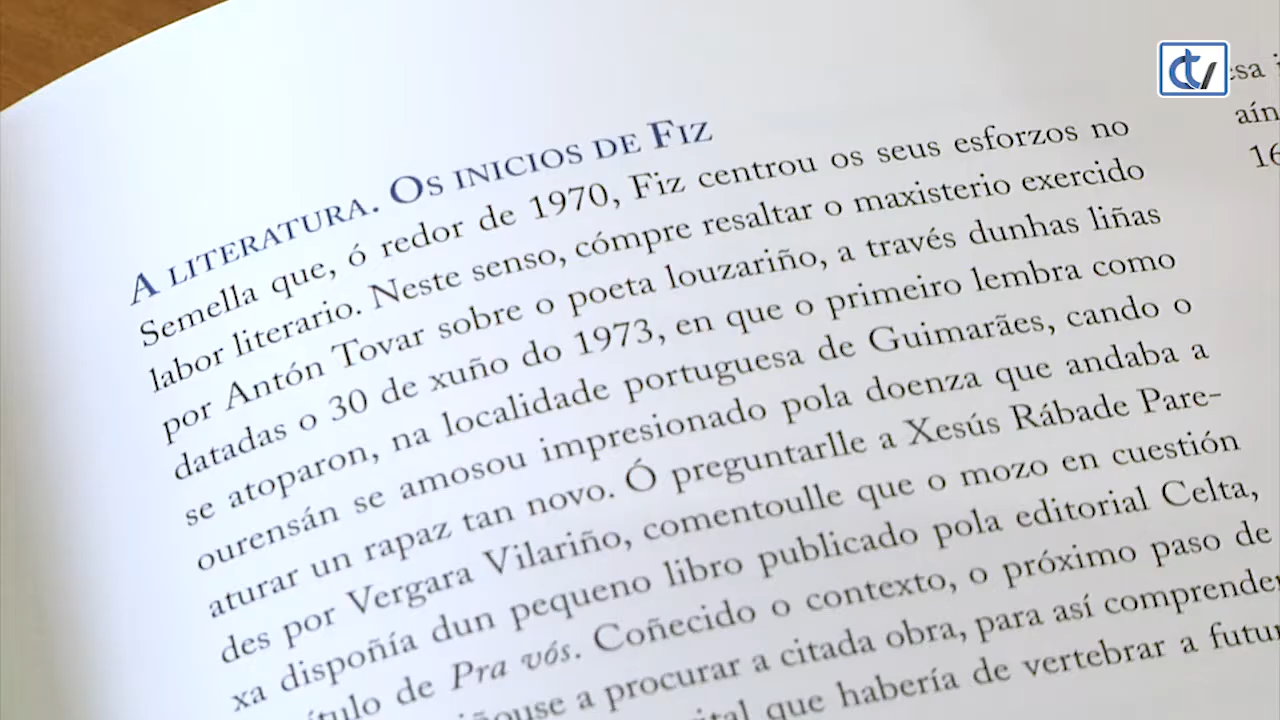 A LITERATURA. OS INICIOS DE FIZ
Semella que, ó redor de 1970, Fiz centrou os seus esforzos no
labor literario. Neste senso, cómpre resaltar o maxisterio exercido
por Antón Tovar sobre o poeta louzariño, a través dunhas liñas
datadas o 30 de xuño do 1973, en que o primeiro lembra como
se atoparon, na localidade portuguesa de Guimarães, cando o
ourensán se amosou impresionado pola doenza que andaba a
aturar un rapaz tan novo. Ó preguntarlle a Xesús Rábade Pare-
des por Vergara Vilariño, comentoulle que o mozo en cuestión
xa dispoñía dun pequeno libro publicado pola editorial Celta,
de Pra vós. Coñecido o contexto, o próximo paso de
a procurar a citada obra, para así comprender
que habería de vertebrar a
16